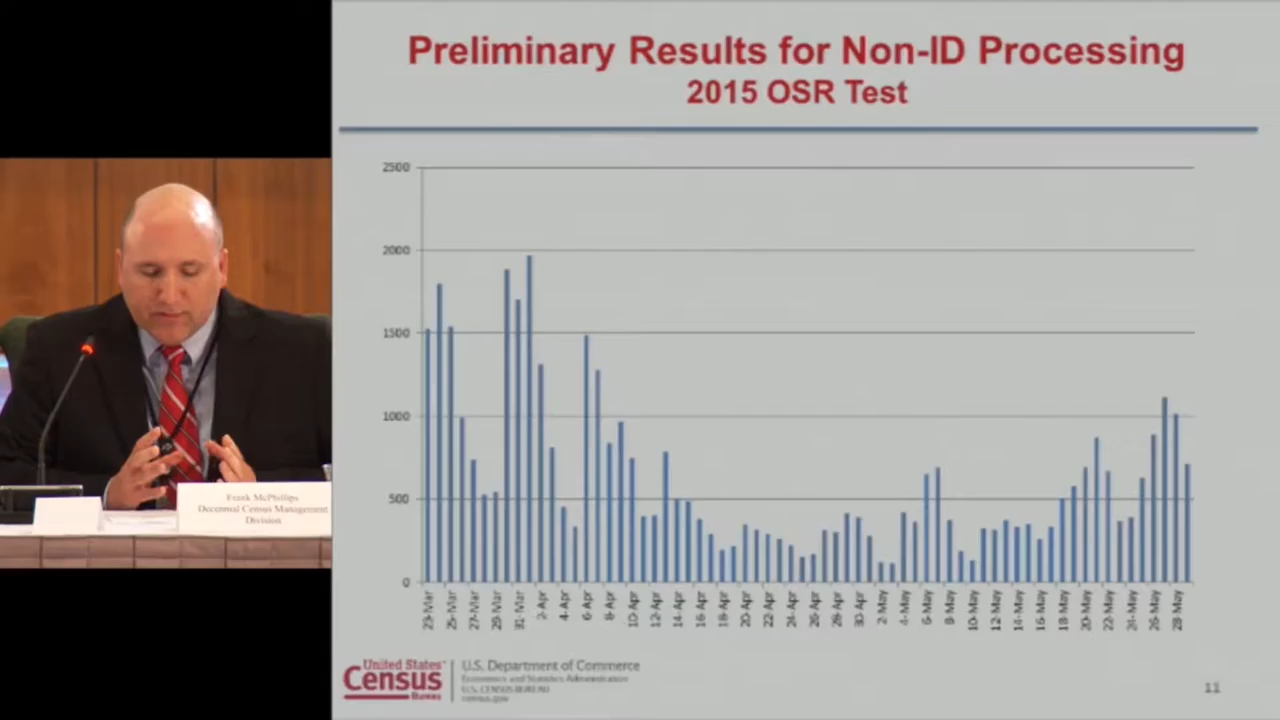 Preliminary Results for Non-ID Processing
2015 OSR Test
2500
2000
1500
1000
500
0
23-Mar
25-Mar
27-Mar
29-Mar
31-Mar
2-Apr
4-Apr
6-Apr
8-Apr
10-Apr
12-Apr
14-Apr
16-Apr
18-Apr
20-Apr
22-Apr
24-Apr
26-Apr
28-Apr
30-Apr
2-May
4-May
6-May
8-May
10-May
12-May
14-May
16-May
18-May
20-May
22-May
24-May
26-May
28-May
Frank McPhillips
Decennial Census Management
Division
United States
Census
Bureau
U.S. Department of Commerce
Economics and Statistics Administration
U.S. CENSUS BUREAU
census.gov
11